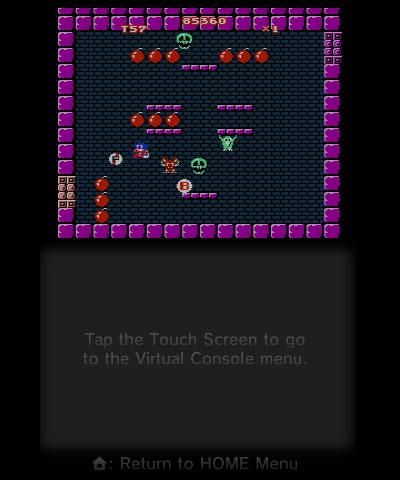 T57 85360 ×1
P
B
Tap the Touch Screen to go
to the Virtual Console menu.
: Return to HOME Menu